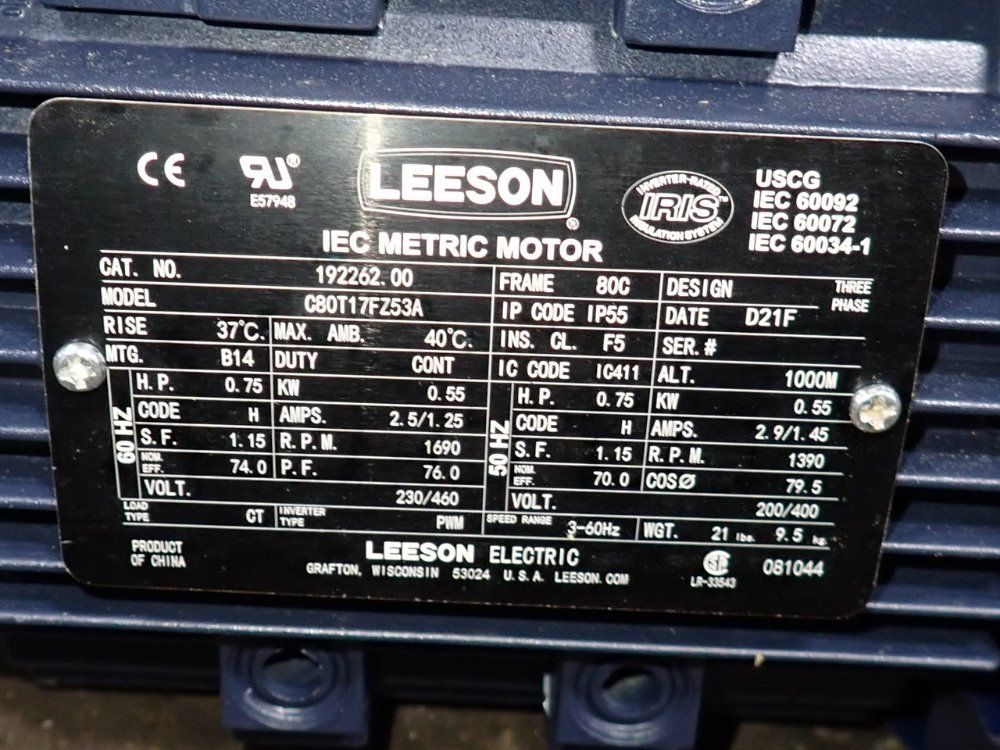 CE
RU®
E57948
LEESON®
INVERTER-RATED
IRIS™
INSULATION SYSTEM
USCG
IEC 60092
IEC 60072
IEC 60034-1
IEC METRIC MOTOR
CAT. NO. 192262.00
MODEL C80T17FZ53A
RISE 37°C. MAX. AMB. 40°C.
MTG. B14 DUTY CONT
60 HZ
H.P. 0.75 KW 0.55
CODE H AMPS. 2.5/1.25
S.F. 1.15 R.P.M. 1690
NOM. EFF. 74.0 P.F. 76.0
VOLT. 230/460
FRAME 80C DESIGN THREE PHASE
IP CODE IP55 DATE D21F
INS. CL. F5 SER.#
IC CODE IC411 ALT. 1000M
50 HZ
H.P. 0.75 KW 0.55
CODE H AMPS. 2.9/1.45
S.F. 1.15 R.P.M. 1390
NOM. EFF. 70.0 COSØ 79.5
VOLT. 200/400
LOAD TYPE CT INVERTER TYPE PWM SPEED RANGE 3-60Hz WGT. 21 lbs. 9.5 kg
PRODUCT
OF CHINA
LEESON ELECTRIC
GRAFTON, WISCONSIN 53024 U.S.A. LEESON.COM
LR-33543
081044